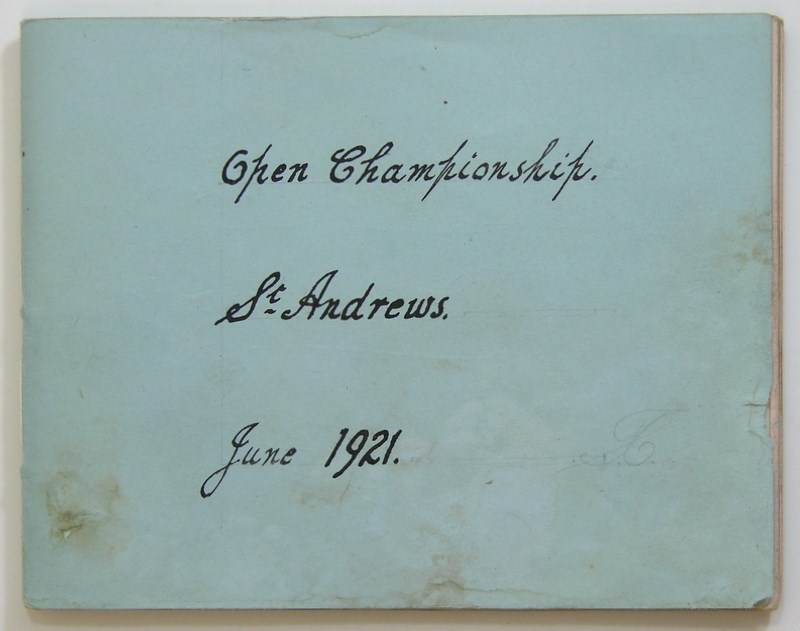 Open Championship.
St Andrews.
June 1921.